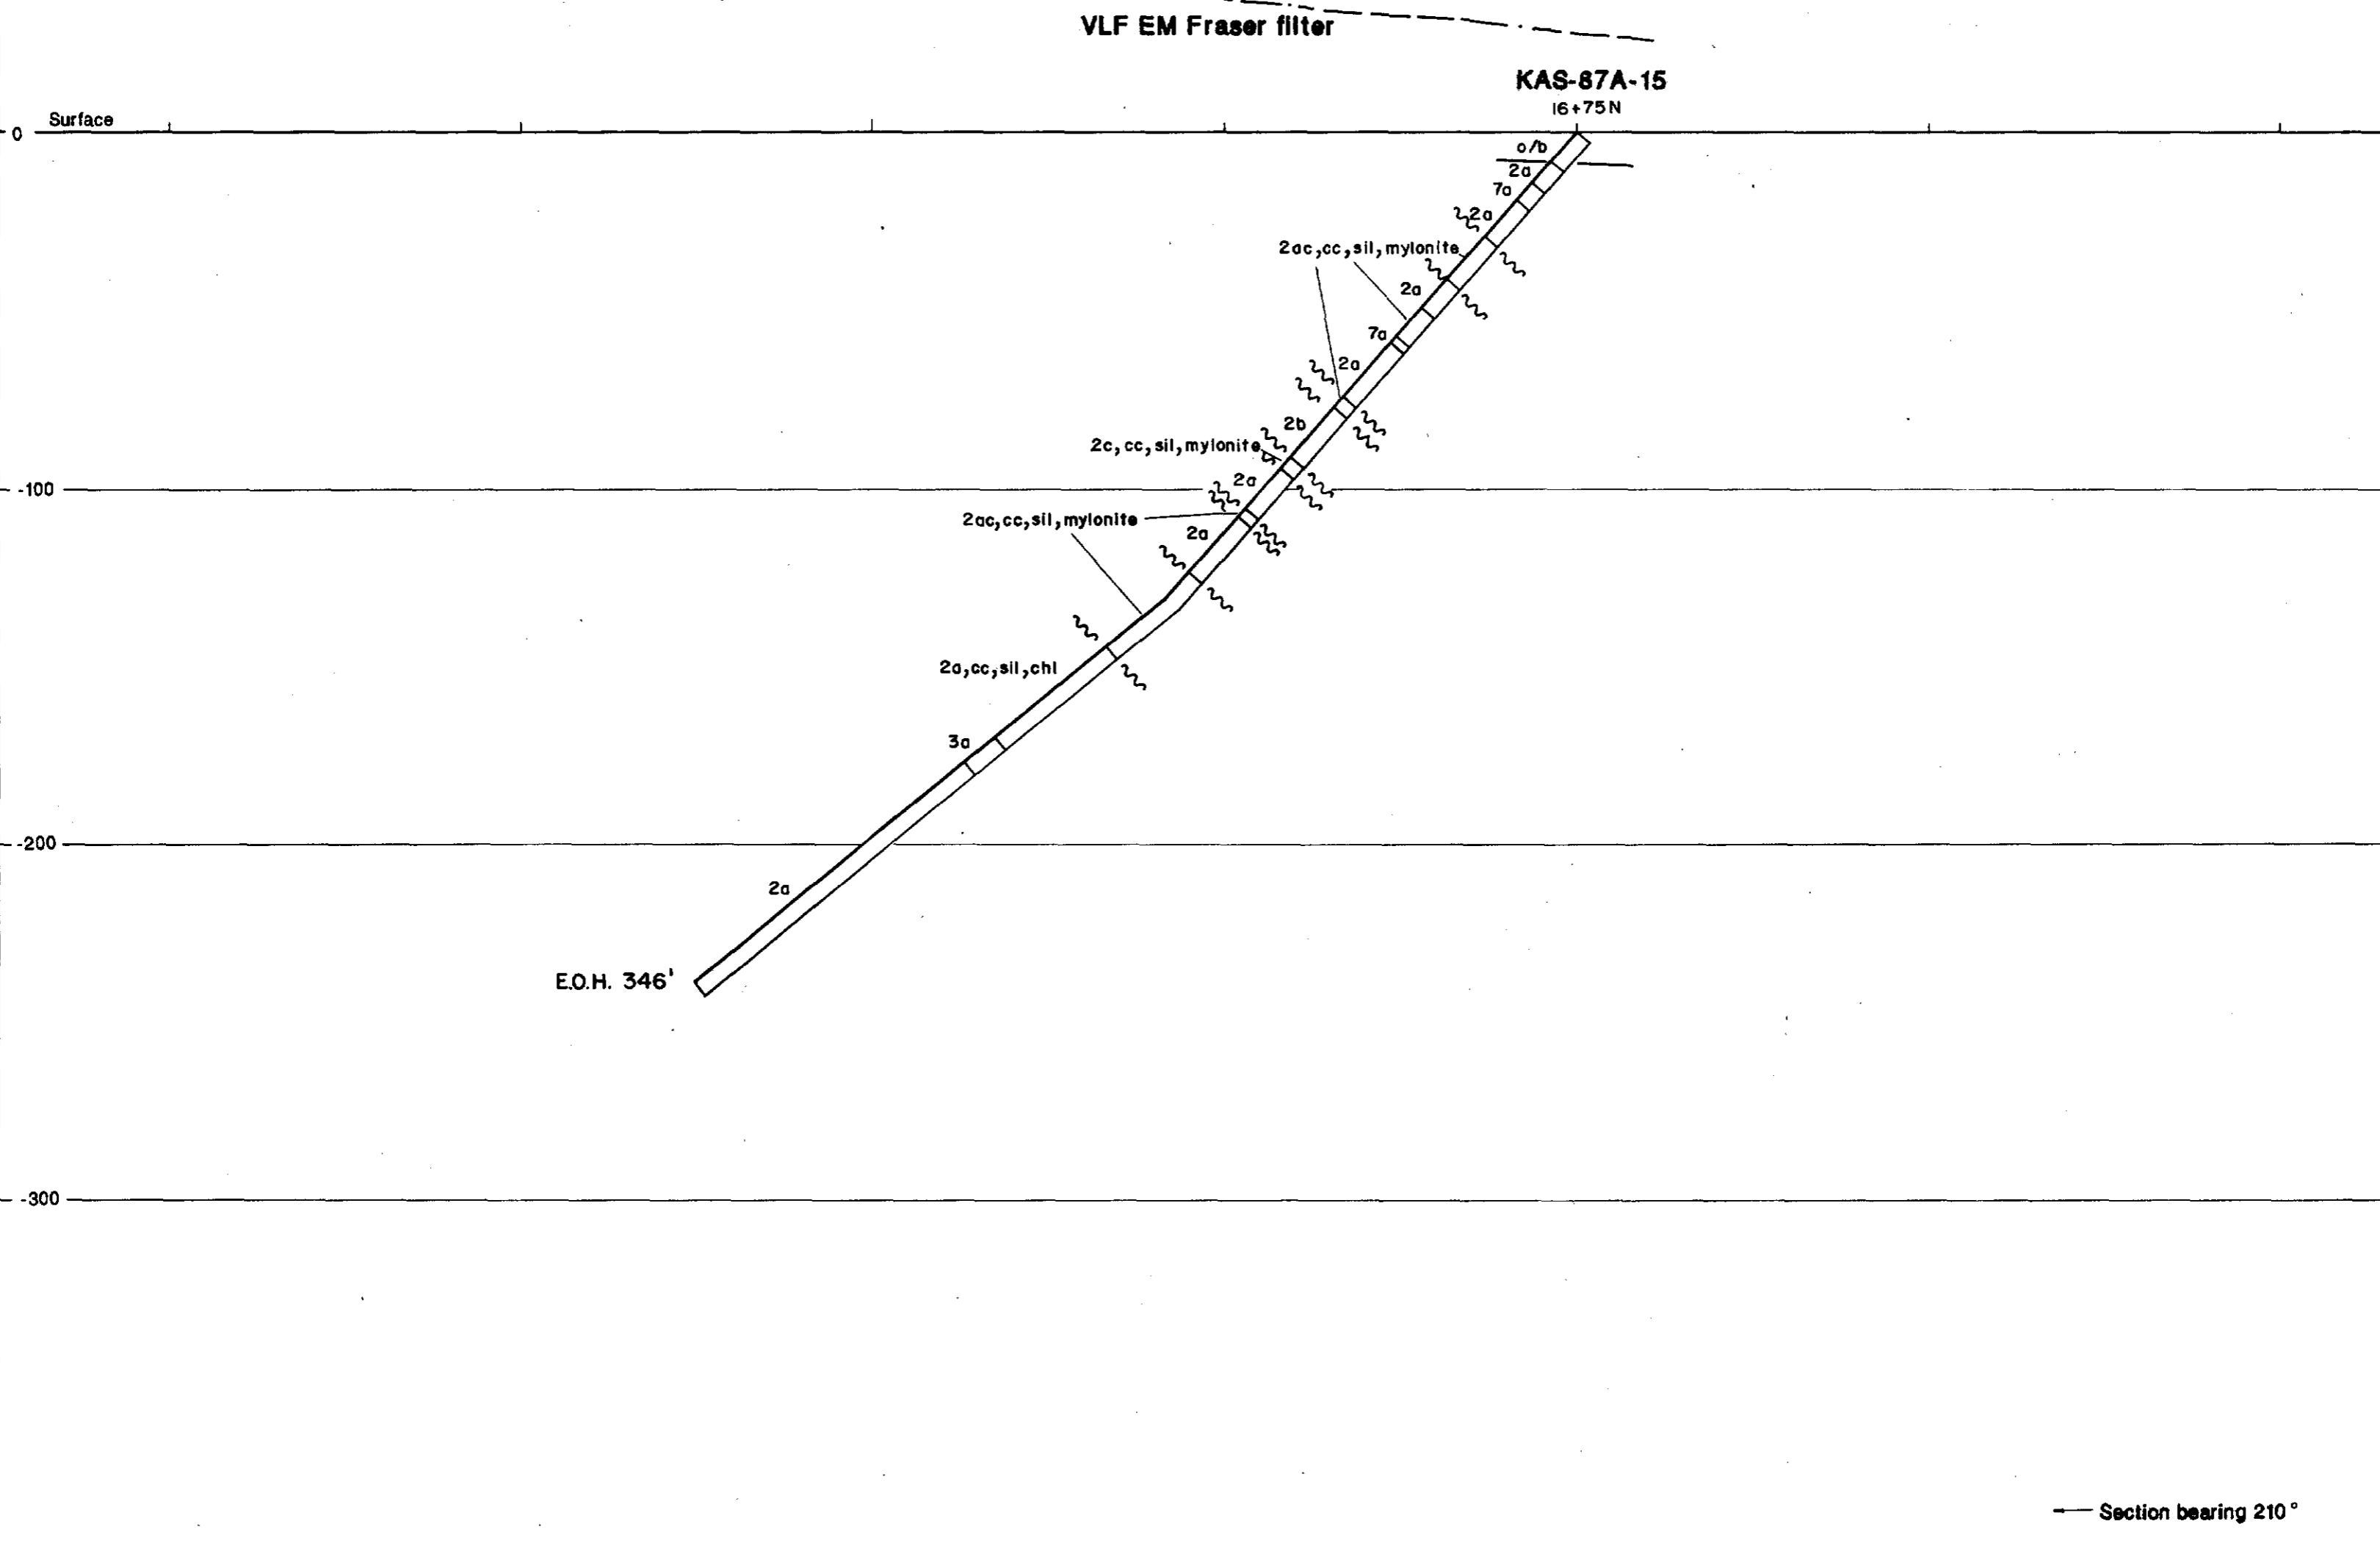 VLF EM Fraser filter
KAS-87A-15
16+75N
Surface
0
o/b
2a
7a
2a
2ac,cc,sil,mylonite
2a
7a
2a
2b
2c,cc,sil,mylonite
2a
-100
2ac,cc,sil,mylonite
2a
2a,cc,sil,chl
3a
-200
2a
E.O.H. 346'
-300
Section bearing 210°